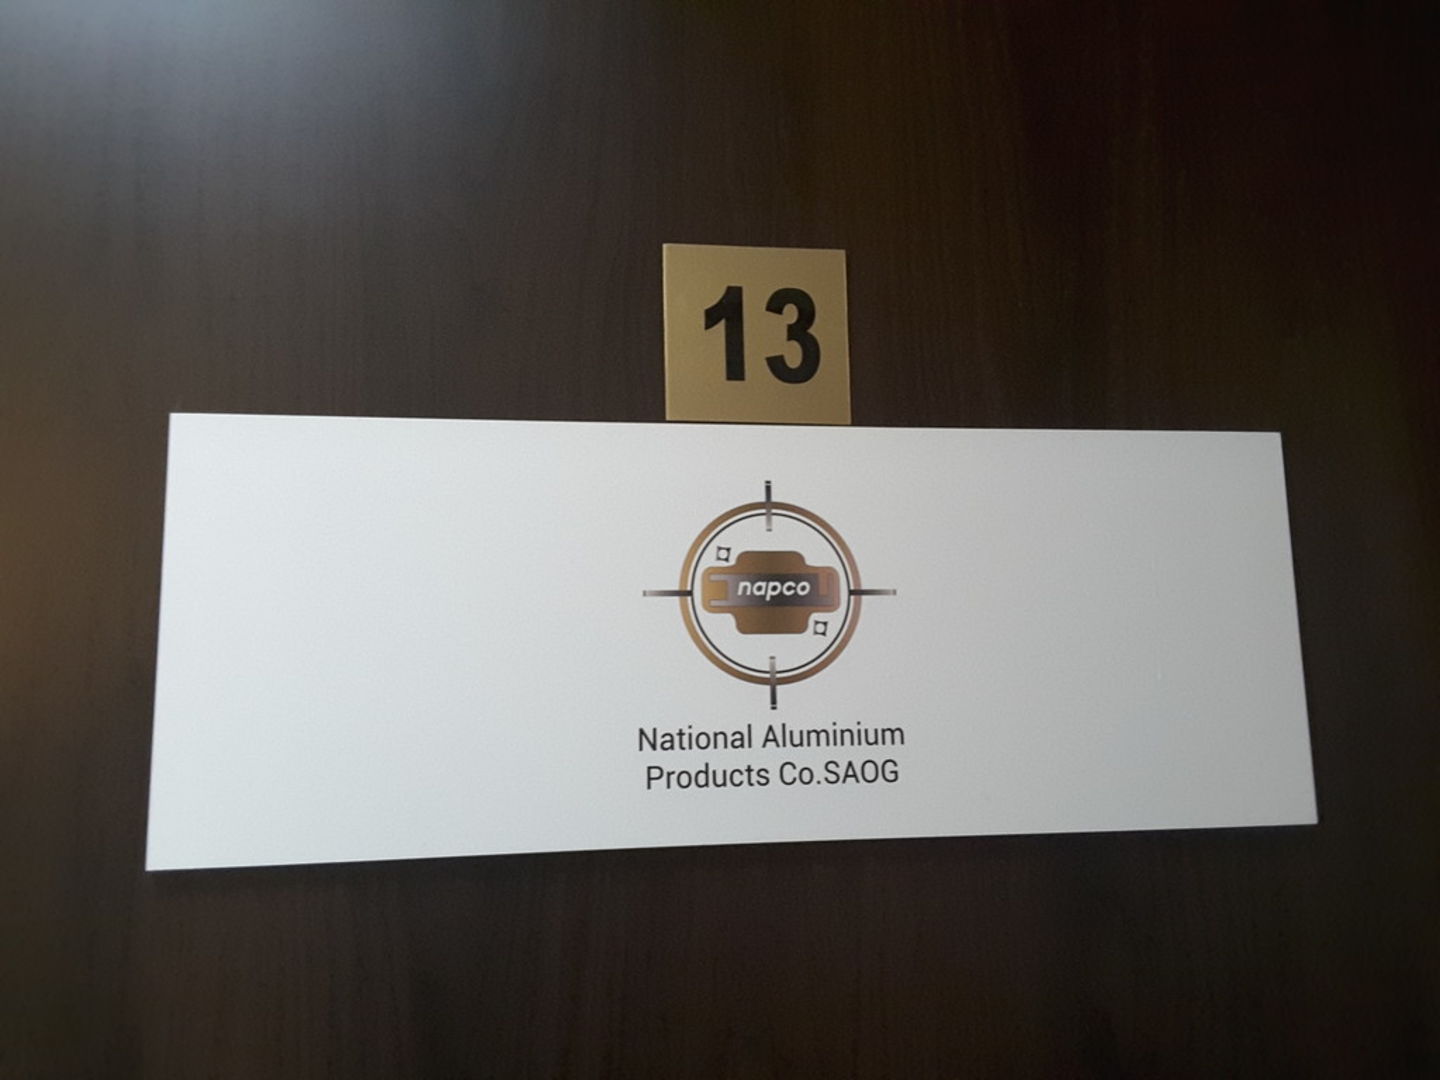 13
napco
National Aluminium
Products Co.SAOG